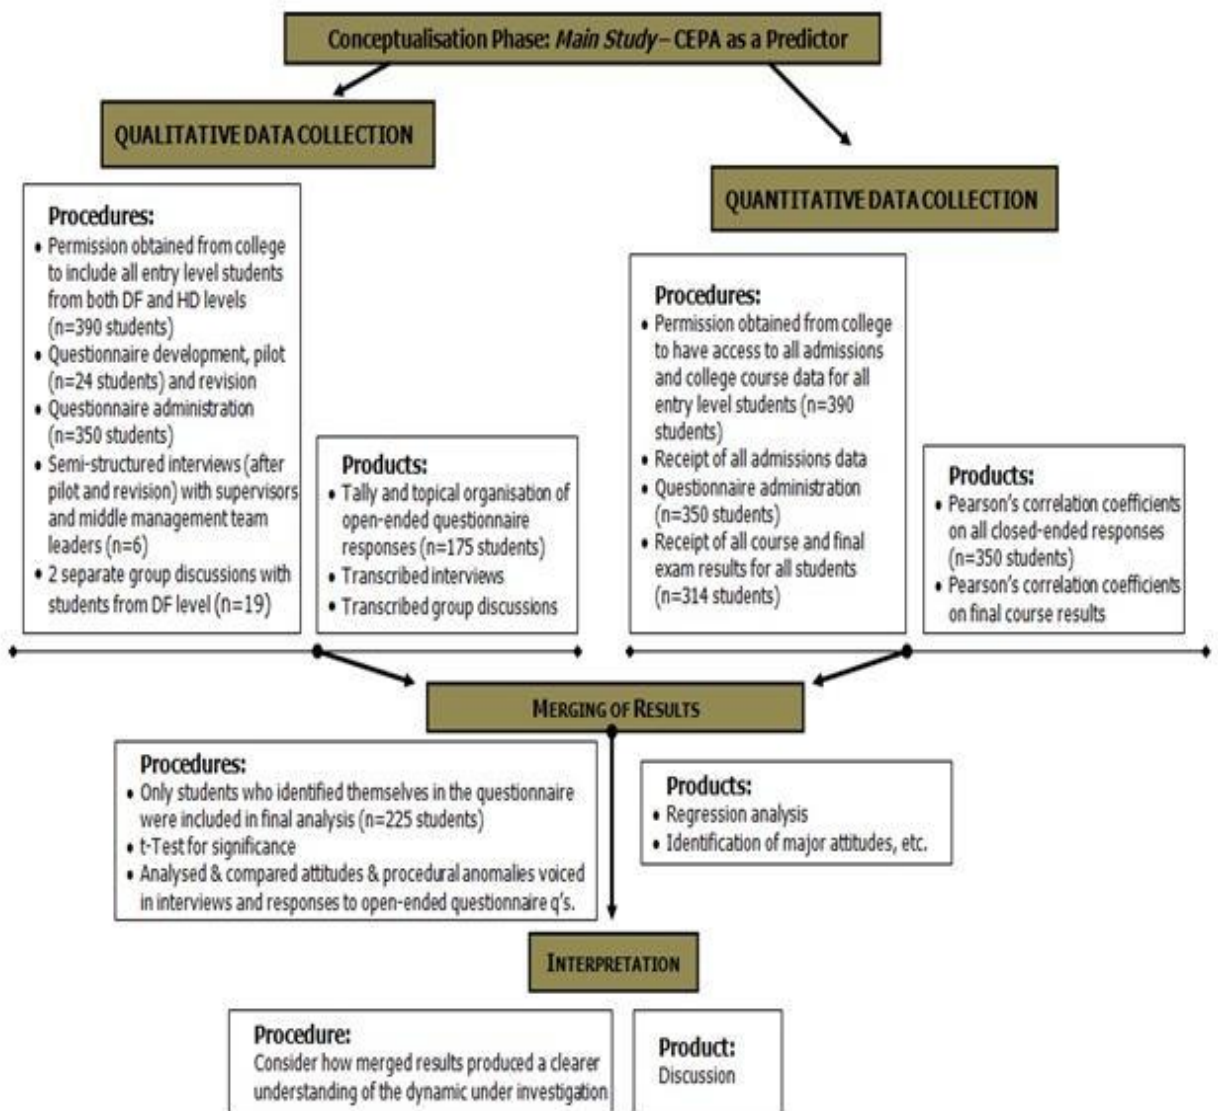 Conceptualisation Phase: Main Study – CEPA as a Predictor
QUALITATIVE DATA COLLECTION
Procedures:
• Permission obtained from college
to include all entry level students
from both DF and HD levels
(n=390 students)
• Questionnaire development, pilot
(n=24 students) and revision
• Questionnaire administration
(n=350 students)
• Semi-structured interviews (after
pilot and revision) with supervisors
and middle management team
leaders (n=6)
• 2 separate group discussions with
students from DF level (n=19)
Products:
• Tally and topical organisation of
open-ended questionnaire
responses (n=175 students)
• Transcribed interviews
• Transcribed group discussions
QUANTITATIVE DATA COLLECTION
Procedures:
• Permission obtained from college
to have access to all admissions
and college course data for all
entry level students (n=390
students)
• Receipt of all admissions data
• Questionnaire administration
(n=350 students)
• Receipt of all course and final
exam results for all students
(n=314 students)
Products:
• Pearson's correlation coefficients
on all closed-ended responses
(n=350 students)
• Pearson's correlation coefficients
on final course results
MERGING OF RESULTS
Procedures:
• Only students who identified themselves in the questionnaire
were included in final analysis (n=225 students)
• t-Test for significance
• Analysed & compared attitudes & procedural anomalies voiced
in interviews and responses to open-ended questionnaire q's.
Products:
• Regression analysis
• Identification of major attitudes, etc.
INTERPRETATION
Procedure:
Consider how merged results produced a clearer
understanding of the dynamic under investigation
Product:
Discussion